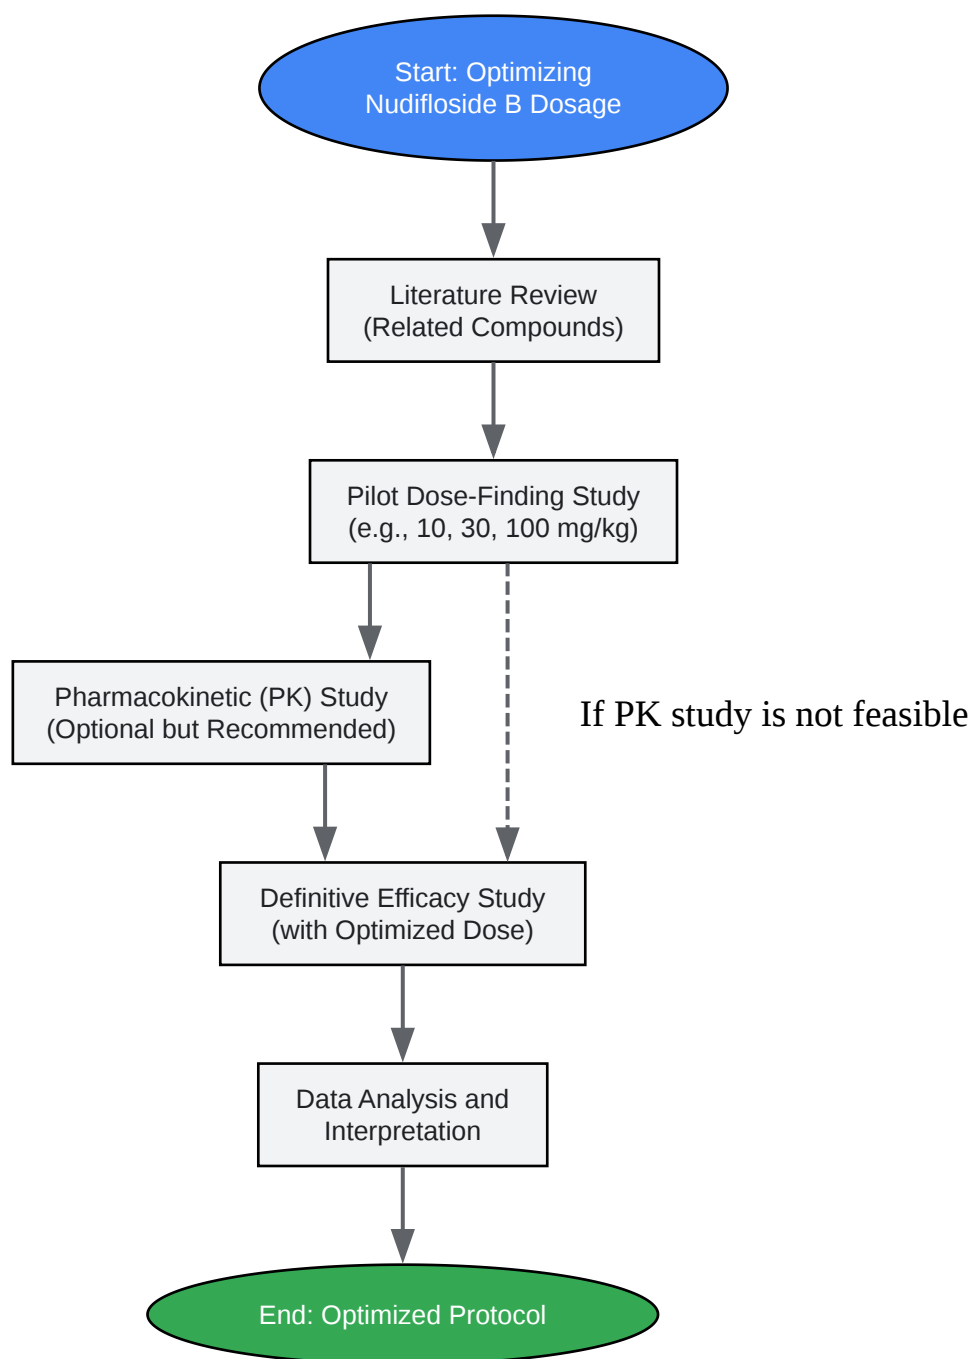 Start: Optimizing
Nudifloside B Dosage
Literature Review
(Related Compounds)
Pilot Dose-Finding Study
(e.g., 10, 30, 100 mg/kg)
Pharmacokinetic (PK) Study
(Optional but Recommended)
If PK study is not feasible
Definitive Efficacy Study
(with Optimized Dose)
Data Analysis and
Interpretation
End: Optimized Protocol